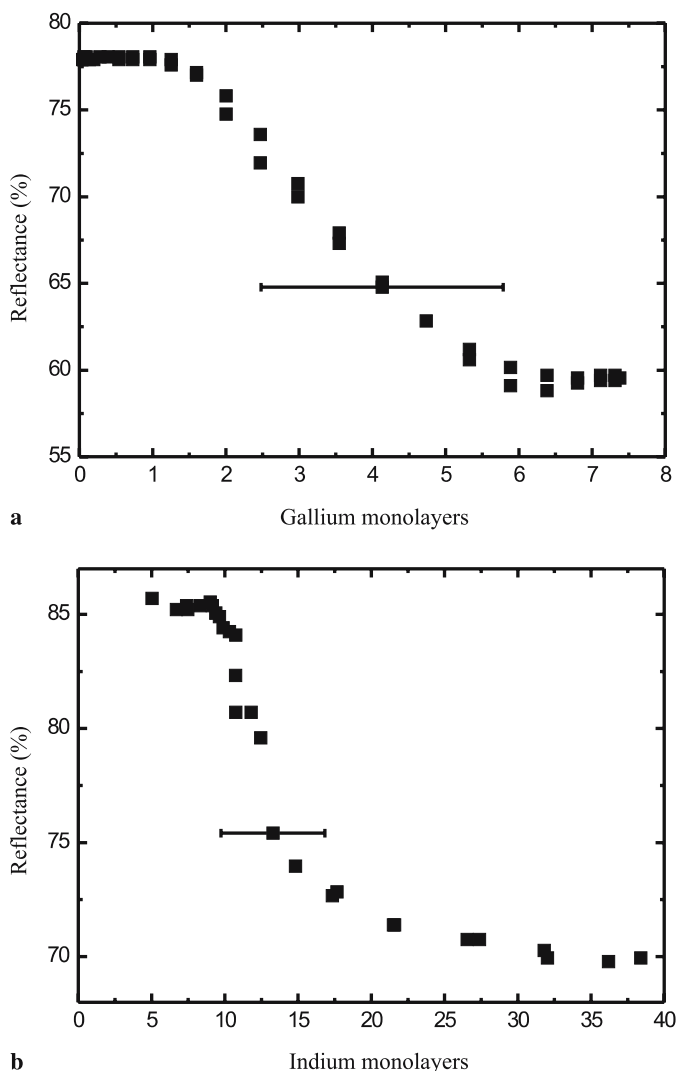 80
75
70
65
60
55
Reflectance (%)
0 1 2 3 4 5 6 7 8
a Gallium monolayers
85
80
75
70
Reflectance (%)
0 5 10 15 20 25 30 35 40
b Indium monolayers